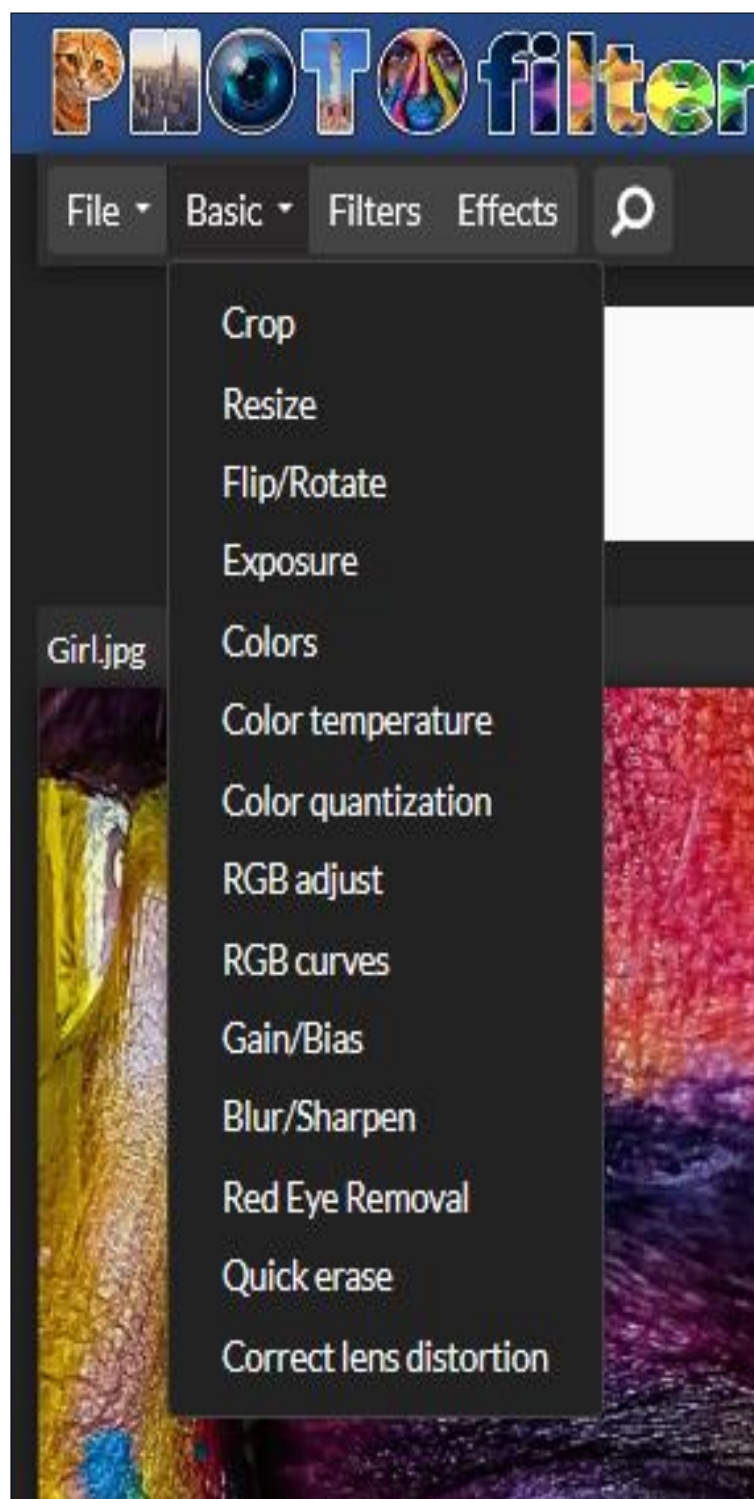 PHOTOfilter
File Basic Filters Effects
Crop
Resize
Flip/Rotate
Exposure
Girl.jpg
Colors
Color temperature
Color quantization
RGB adjust
RGB curves
Gain/Bias
Blur/Sharpen
Red Eye Removal
Quick erase
Correct lens distortion